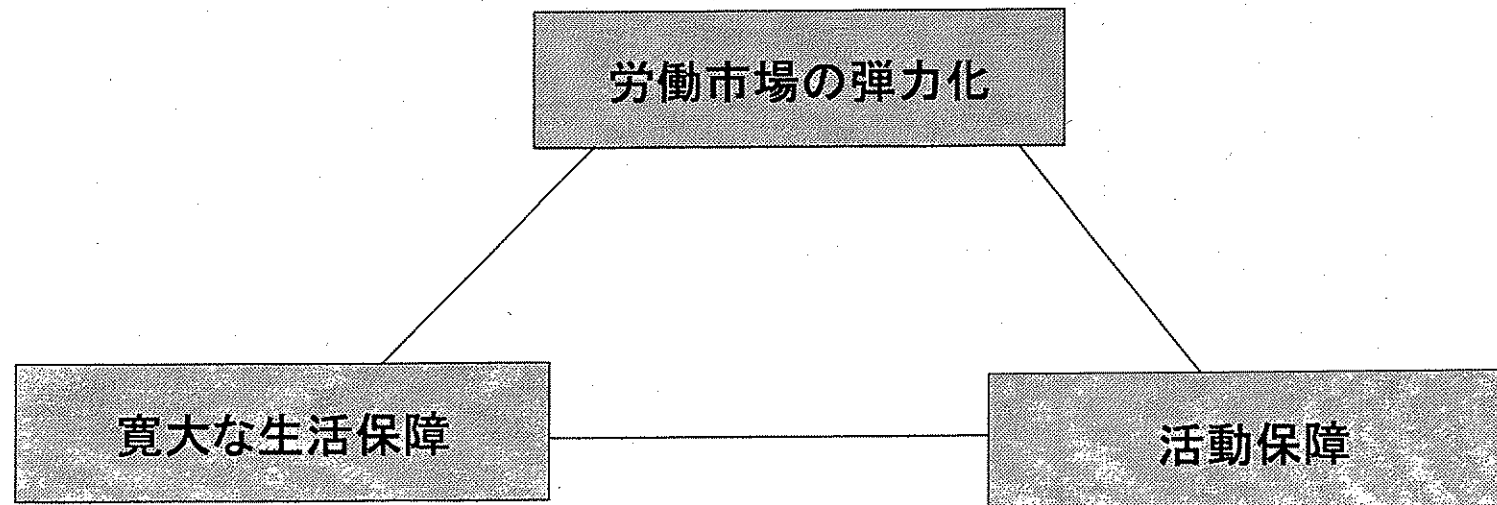 労働市場の弾力化
寛大な生活保障
活動保障